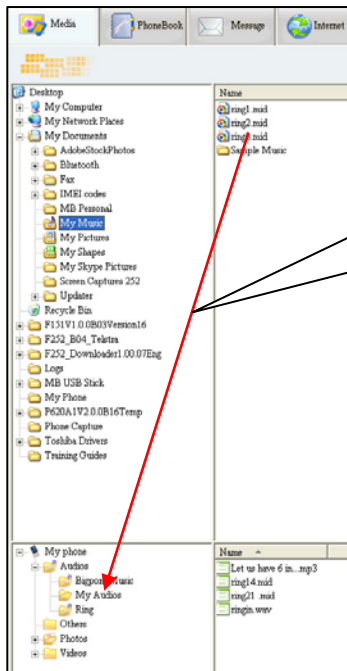 Media PhoneBook Message Internet
Desktop
My Computer
My Network Places
My Documents
AdobeStockPhotos
Bluetooth
Fax
IMEI codes
MB Personal
My Music
My Pictures
My Shapes
My Skype Pictures
Screen Captures 252
Updater
Recycle Bin
F151V1.0.0B03Version16
F252_B04_Telstra
F252_Downloader1.00.07Eng
Logs
MB USB Stick
My Phone
P620A1V2.0.0B16Temp
Phone Capture
Toshiba Drivers
Training Guides
Name
ring1.mid
ring2.mid
ring3.mid
Sample Music
My phone
Audios
Bigpond Music
My Audios
Ring
Others
Photos
Videos
Name
Let us have 6 in...mp3
ring14.mid
ring21 .mid
ringin.wav